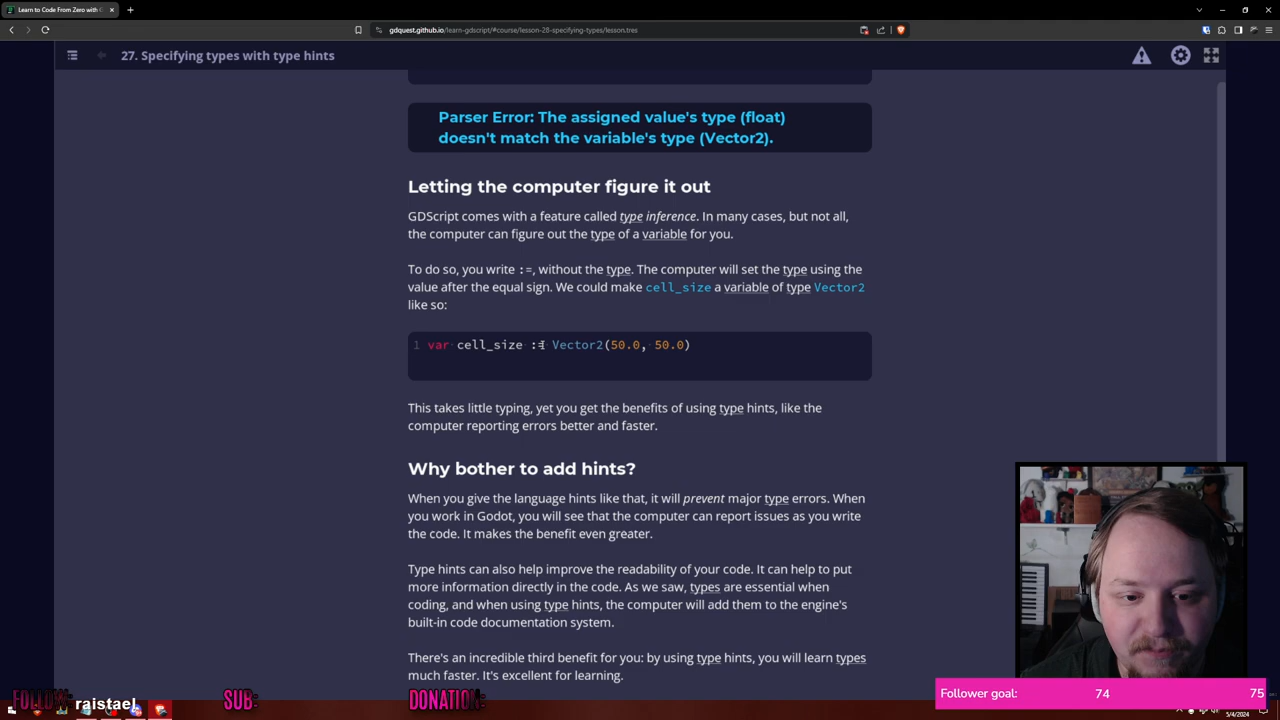 Learn to Code From Zero with
gdquest.github.io/learn-gdscript/#course/lesson-28-specifying-types/lesson.tres
27. Specifying types with type hints
Parser Error: The assigned value's type (float)
doesn't match the variable's type (Vector2).
Letting the computer figure it out
GDScript comes with a feature called type inference. In many cases, but not all,
the computer can figure out the type of a variable for you.
To do so, you write :=, without the type. The computer will set the type using the
value after the equal sign. We could make cell_size a variable of type Vector2
like so:
1 var cell_size := Vector2(50.0, 50.0)
This takes little typing, yet you get the benefits of using type hints, like the
computer reporting errors better and faster.
Why bother to add hints?
When you give the language hints like that, it will prevent major type errors. When
you work in Godot, you will see that the computer can report issues as you write
the code. It makes the benefit even greater.
Type hints can also help improve the readability of your code. It can help to put
more information directly in the code. As we saw, types are essential when
coding, and when using type hints, the computer will add them to the engine's
built-in code documentation system.
There's an incredible third benefit for you: by using type hints, you will learn types
much faster. It's excellent for learning.
FOLLOW: raistael SUB: DONATION:
Follower goal: 74 75
5/4/2024